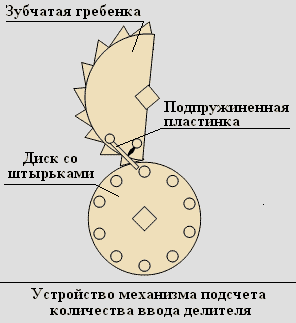 Зубчатая гребенка
Подпружиненная
пластинка
Диск со
штырьками
Устройство механизма подсчета
количества ввода делителя